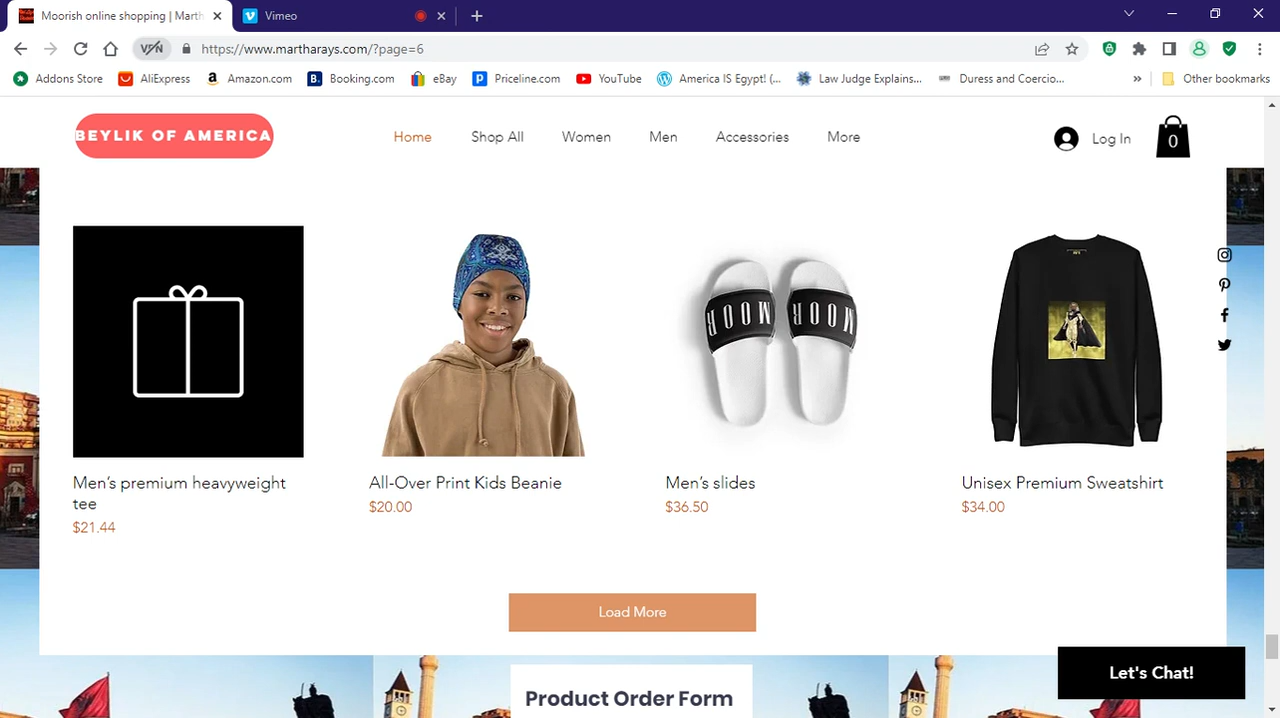 Moorish online shopping | Marth
Vimeo
VPN
https://www.martharays.com/?page=6
Addons Store
AliExpress
Amazon.com
Booking.com
eBay
Priceline.com
YouTube
America IS Egypt! (...
Law Judge Explains...
Duress and Coercio...
»
Other bookmarks
BEYLIK OF AMERICA
Home
Shop All
Women
Men
Accessories
More
Log In
0
MOOR
MOOR
Men's premium heavyweight
tee
$21.44
All-Over Print Kids Beanie
$20.00
Men's slides
$36.50
Unisex Premium Sweatshirt
$34.00
Load More
Let's Chat!
Product Order Form